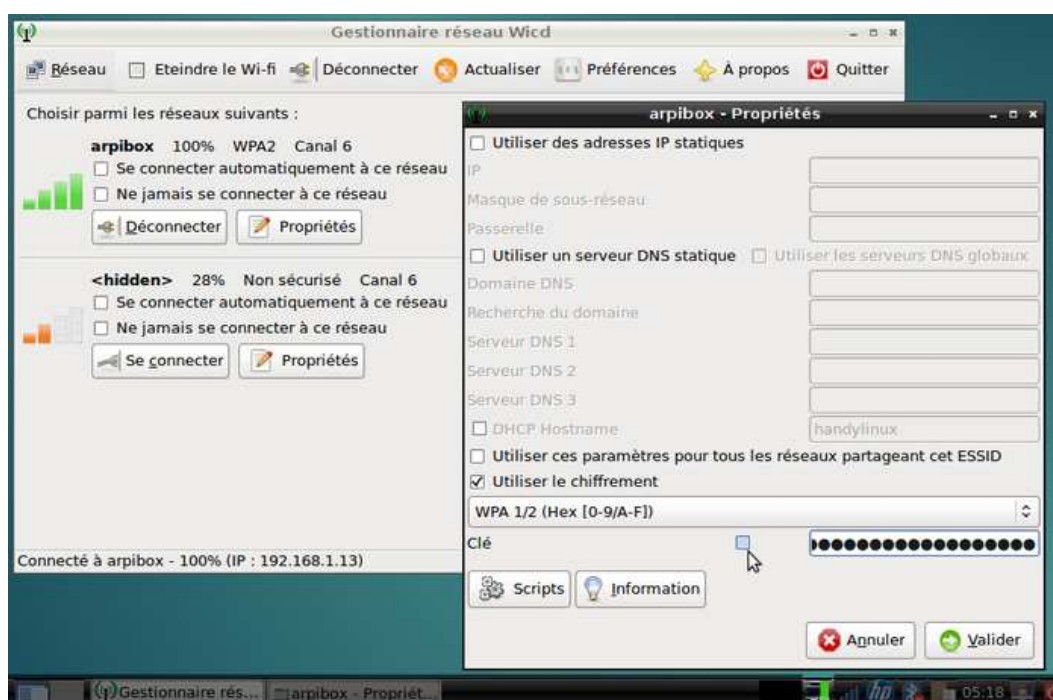 Gestionnaire réseau Wicd
Réseau Eteindre le Wi-fi Déconnecter Actualiser Préférences À propos Quitter
Choisir parmi les réseaux suivants :
arpibox 100% WPA2 Canal 6
Se connecter automatiquement à ce réseau
Ne jamais se connecter à ce réseau
Déconnecter Propriétés
<hidden> 28% Non sécurisé Canal 6
Se connecter automatiquement à ce réseau
Ne jamais se connecter à ce réseau
Se connecter Propriétés
Connecté à arpibox - 100% (IP : 192.168.1.13)
arpibox - Propriétés
Utiliser des adresses IP statiques
IP
Masque de sous-réseau
Passerelle
Utiliser un serveur DNS statique Utiliser les serveurs DNS globaux
Domaine DNS
Recherche du domaine
Serveur DNS 1
Serveur DNS 2
Serveur DNS 3
DHCP Hostname handylinux
Utiliser ces paramètres pour tous les réseaux partageant cet ESSID
Utiliser le chiffrement
WPA 1/2 (Hex [0-9/A-F])
Clé
Scripts Information
Annuler Valider
Gestionnaire rés... arpibox - Propriét... hp 05:18